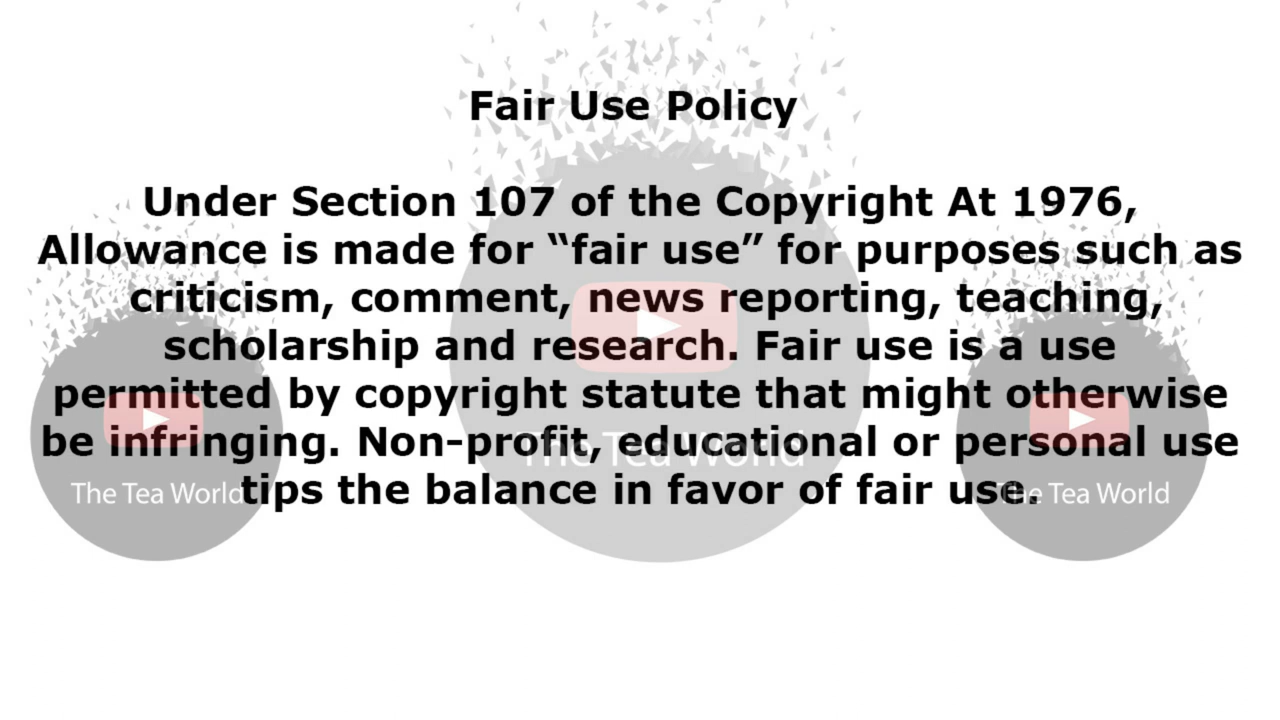 Fair Use Policy
Under Section 107 of the Copyright At 1976,
Allowance is made for “fair use” for purposes such as
criticism, comment, news reporting, teaching,
scholarship and research. Fair use is a use
permitted by copyright statute that might otherwise
be infringing. Non-profit, educational or personal use
tips the balance in favor of fair use.
The Tea World
The Tea World
The Tea World